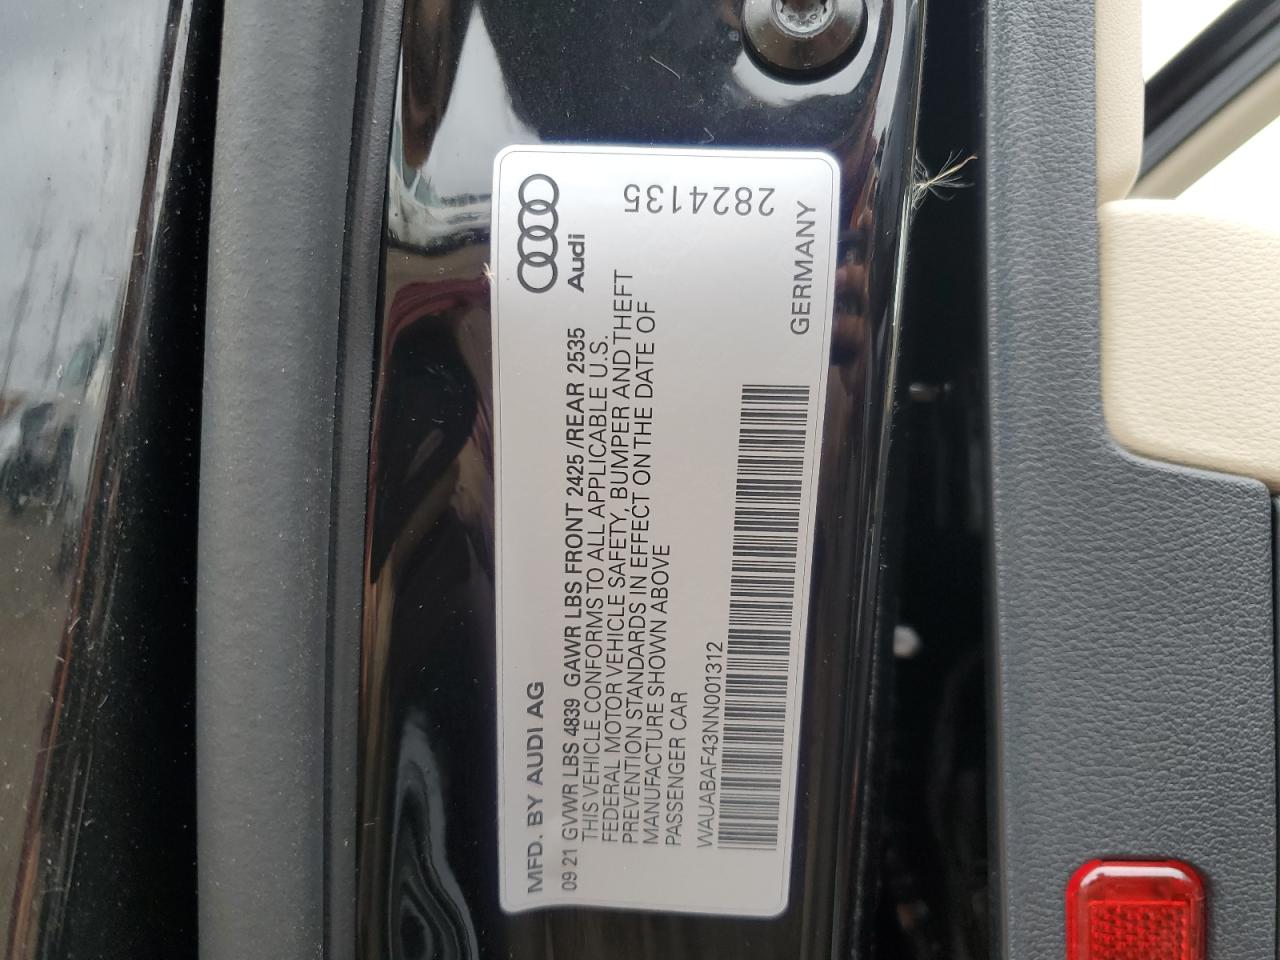 MFD. BY AUDI AG
Audi
09 21 GVWR LBS 4839 GAWR LBS FRONT 2425 /REAR 2535
THIS VEHICLE CONFORMS TO ALL APPLICABLE U.S.
FEDERAL MOTOR VEHICLE SAFETY, BUMPER AND THEFT
PREVENTION STANDARDS IN EFFECT ON THE DATE OF
MANUFACTURE SHOWN ABOVE
PASSENGER CAR
WAUABAF43NN001312
2824135
GERMANY